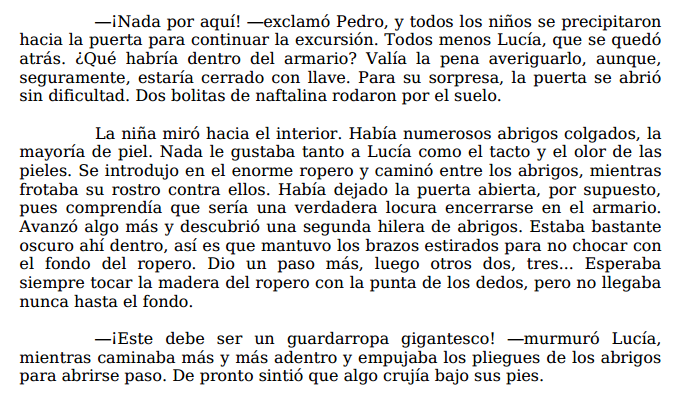 —¡Nada por aquí! —exclamó Pedro, y todos los niños se precipitaron
hacia la puerta para continuar la excursión. Todos menos Lucía, que se quedó
atrás. ¿Qué habría dentro del armario? Valía la pena averiguarlo, aunque,
seguramente, estaría cerrado con llave. Para su sorpresa, la puerta se abrió
sin dificultad. Dos bolitas de naftalina rodaron por el suelo.
La niña miró hacia el interior. Había numerosos abrigos colgados, la
mayoría de piel. Nada le gustaba tanto a Lucía como el tacto y el olor de las
pieles. Se introdujo en el enorme ropero y caminó entre los abrigos, mientras
frotaba su rostro contra ellos. Había dejado la puerta abierta, por supuesto,
pues comprendía que sería una verdadera locura encerrarse en el armario.
Avanzó algo más y descubrió una segunda hilera de abrigos. Estaba bastante
oscuro ahí dentro, así es que mantuvo los brazos estirados para no chocar con
el fondo del ropero. Dio un paso más, luego otros dos, tres... Esperaba
siempre tocar la madera del ropero con la punta de los dedos, pero no llegaba
nunca hasta el fondo.
—¡Este debe ser un guardarropa gigantesco! —murmuró Lucía,
mientras caminaba más y más adentro y empujaba los pliegues de los abrigos
para abrirse paso. De pronto sintió que algo crujía bajo sus pies.